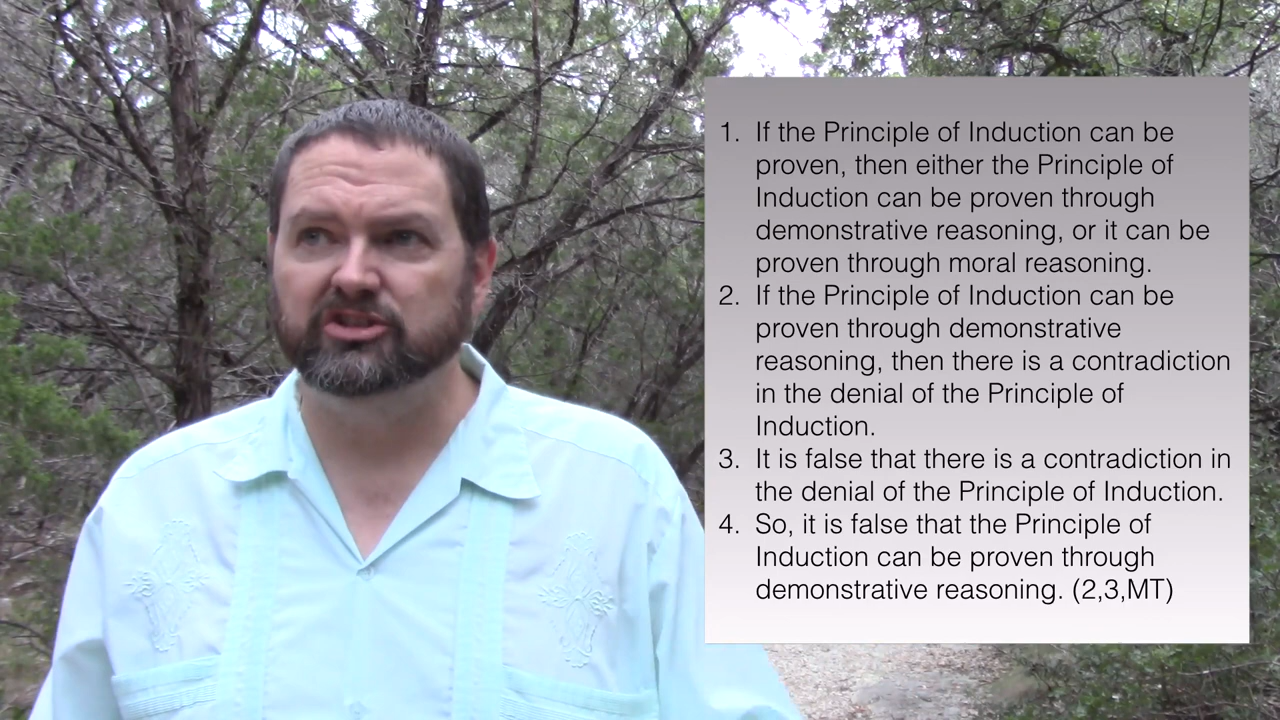 1. If the Principle of Induction can be
proven, then either the Principle of
Induction can be proven through
demonstrative reasoning, or it can be
proven through moral reasoning.
2. If the Principle of Induction can be
proven through demonstrative
reasoning, then there is a contradiction
in the denial of the Principle of
Induction.
3. It is false that there is a contradiction in
the denial of the Principle of Induction.
4. So, it is false that the Principle of
Induction can be proven through
demonstrative reasoning. (2,3,MT)